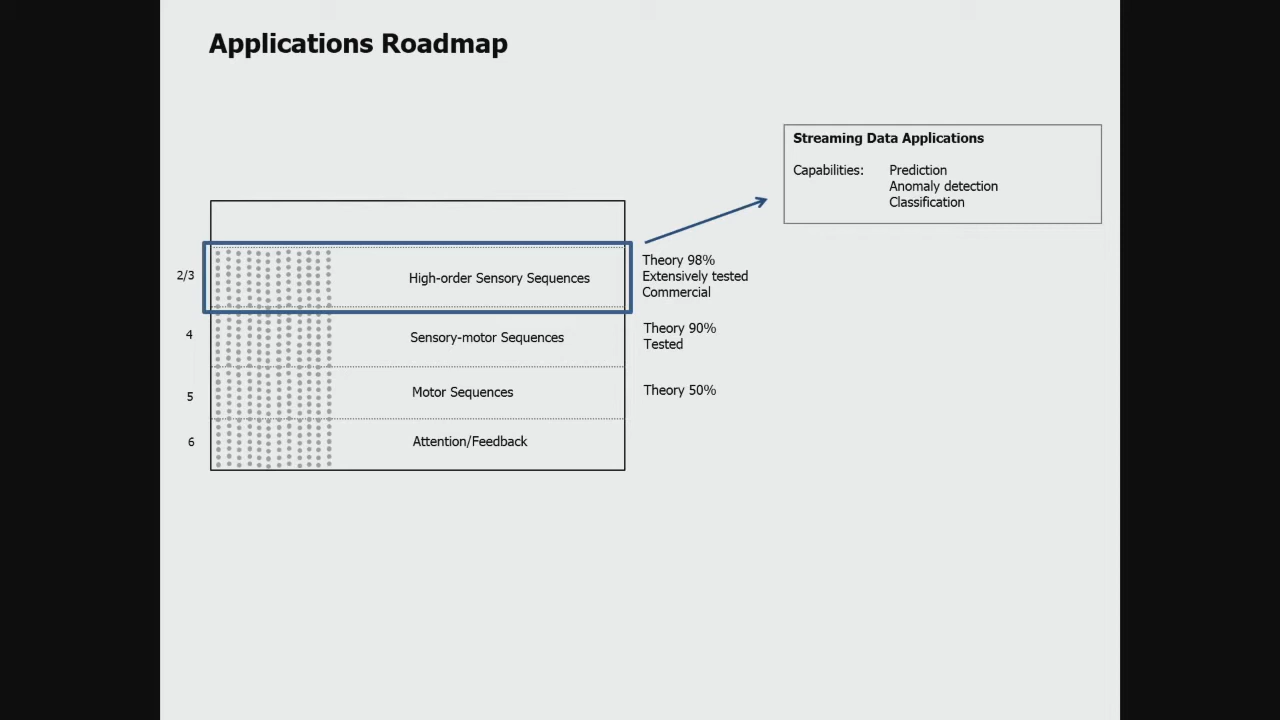 Applications Roadmap
Streaming Data Applications
Capabilities: Prediction
Anomaly detection
Classification
2/3 High-order Sensory Sequences
Theory 98%
Extensively tested
Commercial
4 Sensory-motor Sequences
Theory 90%
Tested
5 Motor Sequences
Theory 50%
6 Attention/Feedback